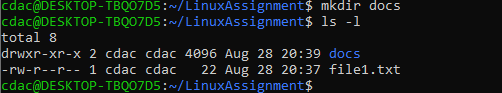 cdac@DESKTOP-TBQO7D5:~/LinuxAssignment$ mkdir docs
cdac@DESKTOP-TBQO7D5:~/LinuxAssignment$ ls -l
total 8
drwxr-xr-x 2 cdac cdac 4096 Aug 28 20:39 docs
-rw-r--r-- 1 cdac cdac   22 Aug 28 20:37 file1.txt
cdac@DESKTOP-TBQO7D5:~/LinuxAssignment$